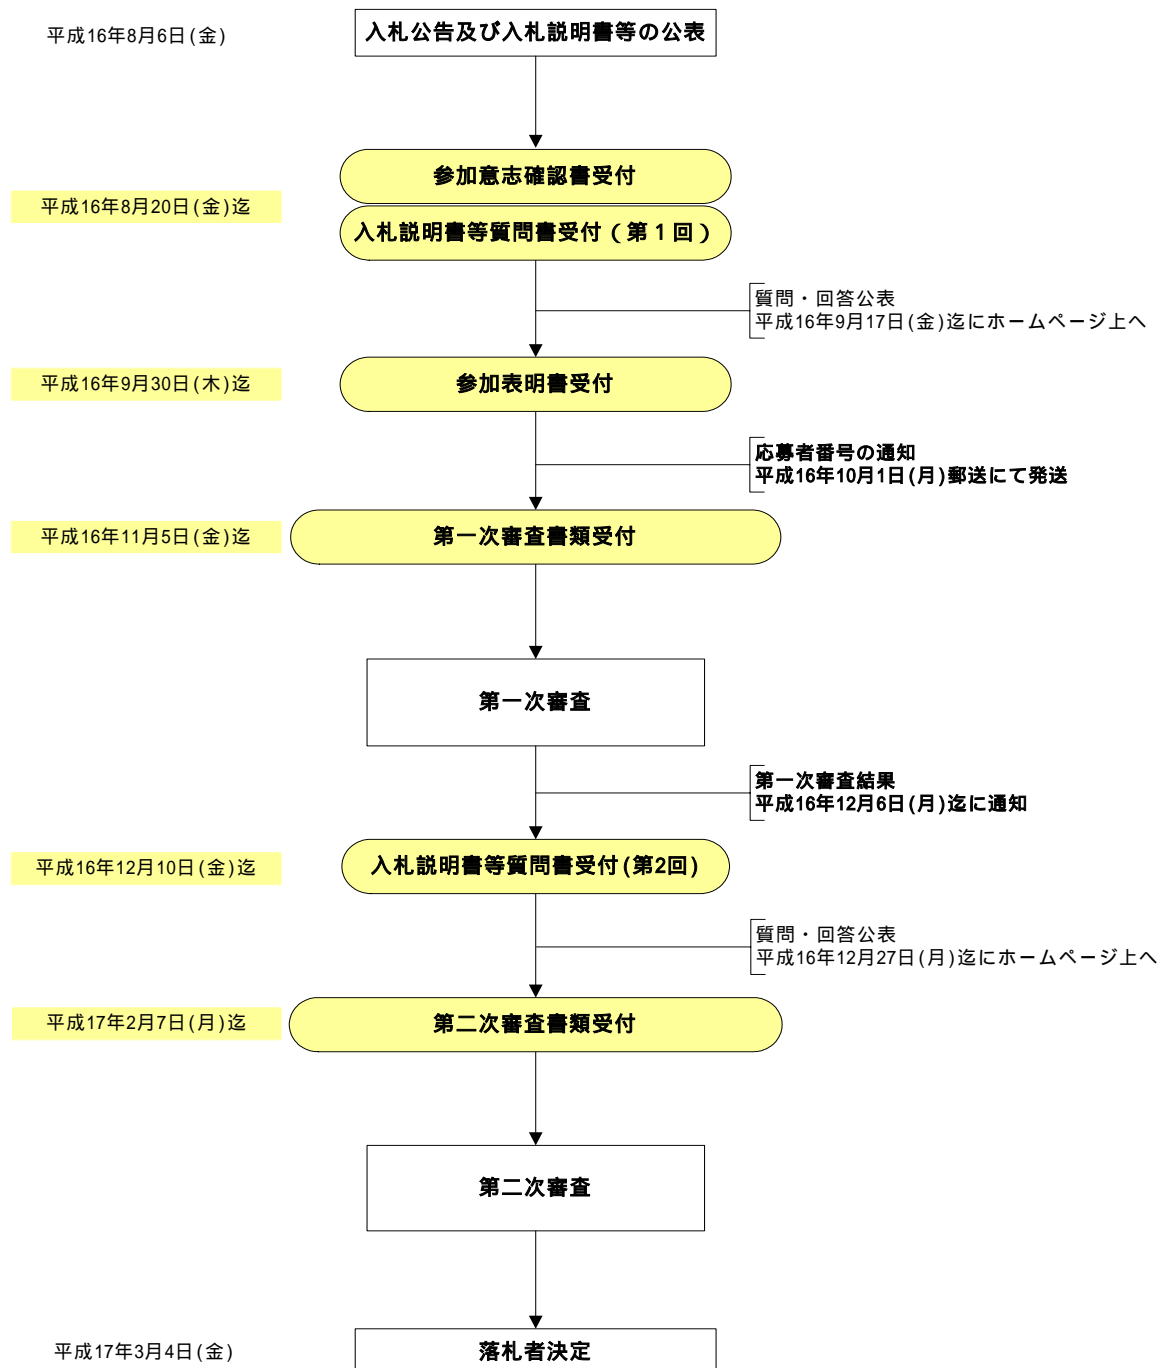 平成16年8月6日(金)
入札公告及び入札説明書等の公表
参加意志確認書受付
平成16年8月20日(金)迄
入札説明書等質問書受付（第１回）
質問・回答公表
平成16年9月17日(金)迄にホームページ上へ
平成16年9月30日(木)迄
参加表明書受付
応募者番号の通知
平成16年10月1日(月)郵送にて発送
平成16年11月5日(金)迄
第一次審査書類受付
第一次審査
第一次審査結果
平成16年12月6日(月)迄に通知
平成16年12月10日(金)迄
入札説明書等質問書受付(第2回)
質問・回答公表
平成16年12月27日(月)迄にホームページ上へ
平成17年2月7日(月)迄
第二次審査書類受付
第二次審査
平成17年3月4日(金)
落札者決定